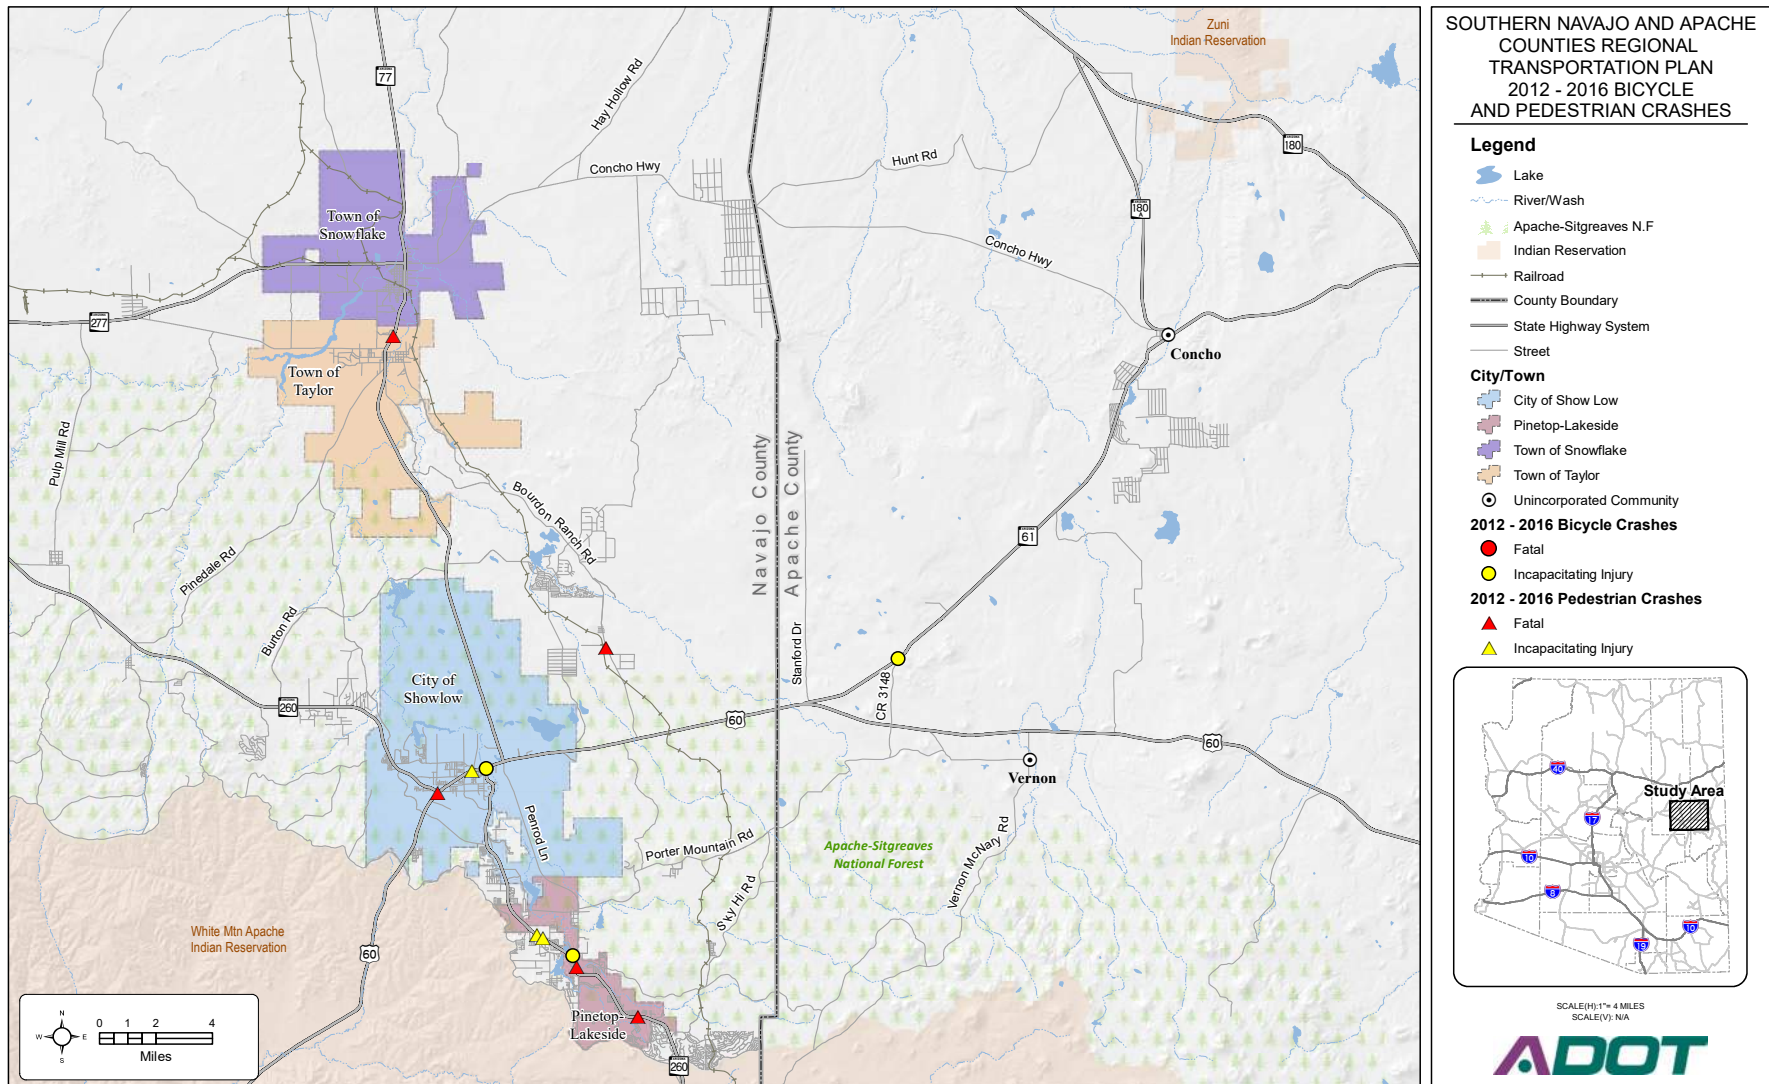 Zuni
Indian Reservation
77
Hay Hollow Rd
180
Concho Hwy
Hunt Rd
180
A
Town of
Snowflake
Concho Hwy
277
Concho
Town of
Taylor
Pulp Mill Rd
Navajo County
Apache County
Bourdon Ranch Rd
61
Pinedale Rd
Burton Rd
Stanford Dr
City of
Showlow
CR 3148
260
60
60
Vernon
Penrod Ln
Porter Mountain Rd
Apache-Sitgreaves
National Forest
Vernon McNary Rd
Sky Hi Rd
White Mtn Apache
Indian Reservation
60
Pinetop-
Lakeside
260
N
W E
S
0 1 2 4
Miles
SOUTHERN NAVAJO AND APACHE
COUNTIES REGIONAL
TRANSPORTATION PLAN
2012 - 2016 BICYCLE
AND PEDESTRIAN CRASHES
Legend
Lake
River/Wash
Apache-Sitgreaves N.F
Indian Reservation
Railroad
County Boundary
State Highway System
Street
City/Town
City of Show Low
Pinetop-Lakeside
Town of Snowflake
Town of Taylor
Unincorporated Community
2012 - 2016 Bicycle Crashes
Fatal
Incapacitating Injury
2012 - 2016 Pedestrian Crashes
Fatal
Incapacitating Injury
40
Study Area
17
10
8
10
19
SCALE(H):1"= 4 MILES
SCALE(V): N/A
ADOT